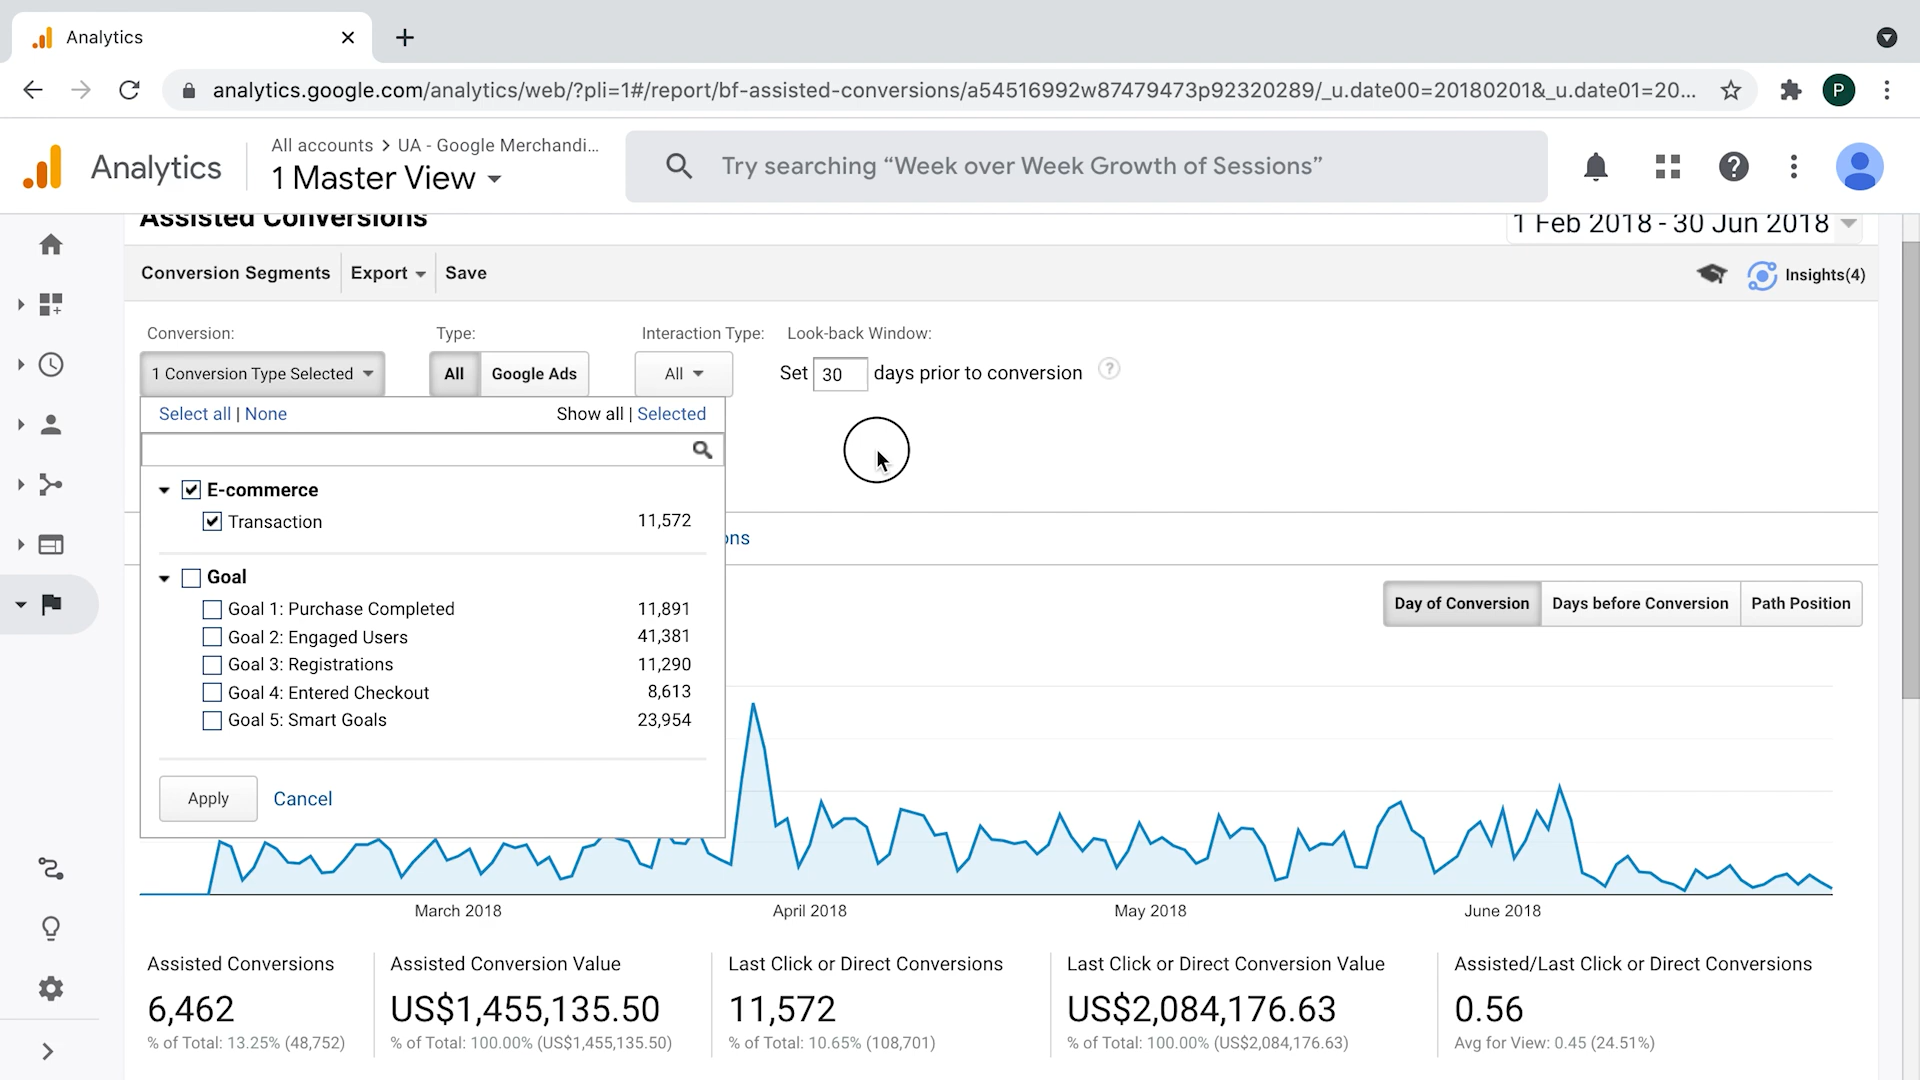 Analytics
analytics.google.com/analytics/web/?pli=1#/report/bf-assisted-conversions/a54516992w87479473p92320289/_u.date00=20180201&_u.date01=20...
P
Analytics
All accounts > UA - Google Merchandi...
1 Master View
Try searching “Week over Week Growth of Sessions”
Assisted Conversions
1 Feb 2018 - 30 Jun 2018
Conversion Segments
Export
Save
Insights(4)
Conversion:
Type:
Interaction Type:
Look-back Window:
1 Conversion Type Selected
All
Google Ads
All
Set 30 days prior to conversion ?
Select all | None
Show all | Selected
E-commerce
Transaction 11,572
ons
Goal
Goal 1: Purchase Completed 11,891
Goal 2: Engaged Users 41,381
Goal 3: Registrations 11,290
Goal 4: Entered Checkout 8,613
Goal 5: Smart Goals 23,954
Apply
Cancel
Day of Conversion
Days before Conversion
Path Position
March 2018
April 2018
May 2018
June 2018
Assisted Conversions
6,462
% of Total: 13.25% (48,752)
Assisted Conversion Value
US$1,455,135.50
% of Total: 100.00% (US$1,455,135.50)
Last Click or Direct Conversions
11,572
% of Total: 10.65% (108,701)
Last Click or Direct Conversion Value
US$2,084,176.63
% of Total: 100.00% (US$2,084,176.63)
Assisted/Last Click or Direct Conversions
0.56
Avg for View: 0.45 (24.51%)